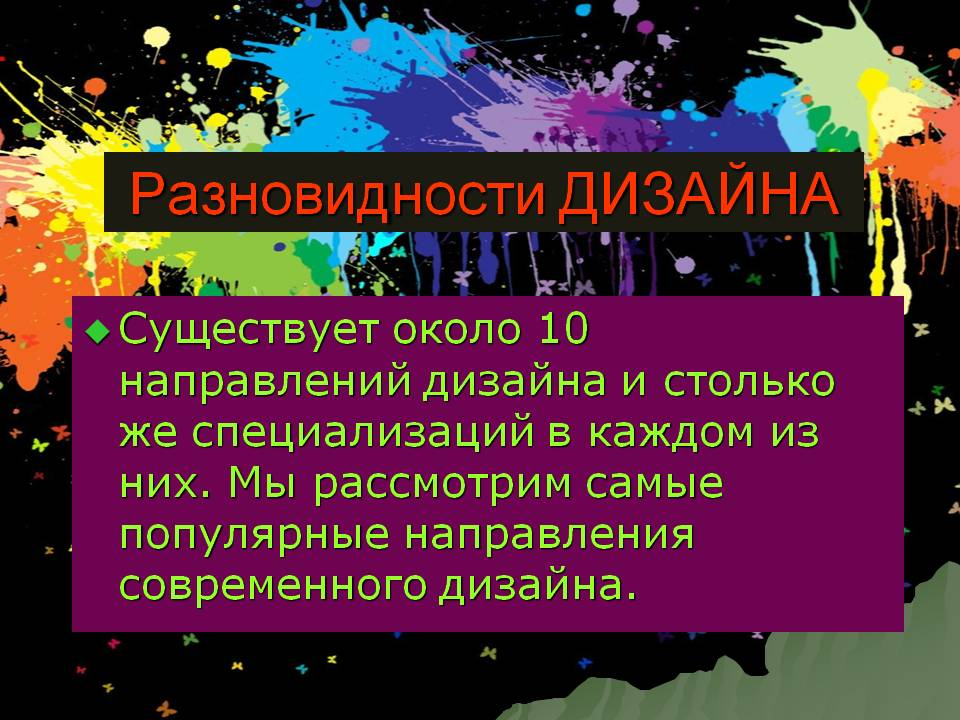 Разновидности ДИЗАЙНА
Существует около 10
направлений дизайна и столько
же специализаций в каждом из
них. Мы рассмотрим самые
популярные направления
современного дизайна.